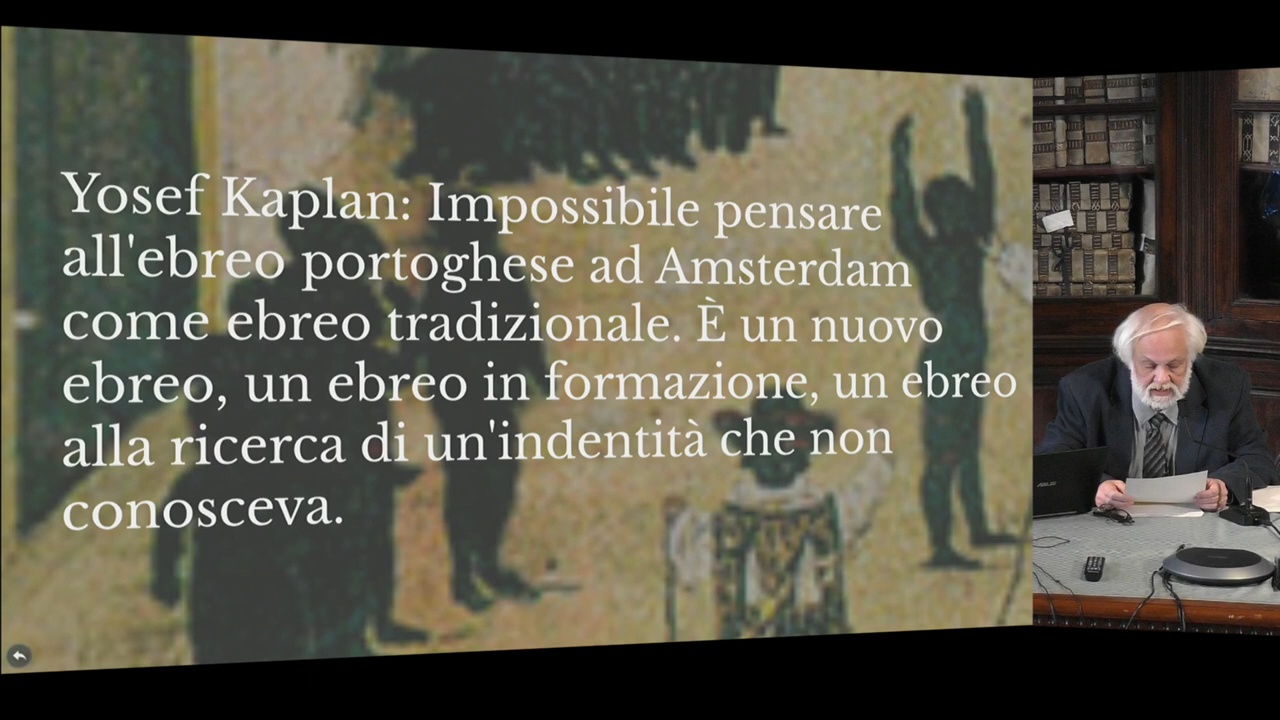 Yosef Kaplan: Impossibile pensare
all'ebreo portoghese ad Amsterdam
come ebreo tradizionale. È un nuovo
ebreo, un ebreo in formazione, un ebreo
alla ricerca di un'indentità che non
conosceva.
ASUS